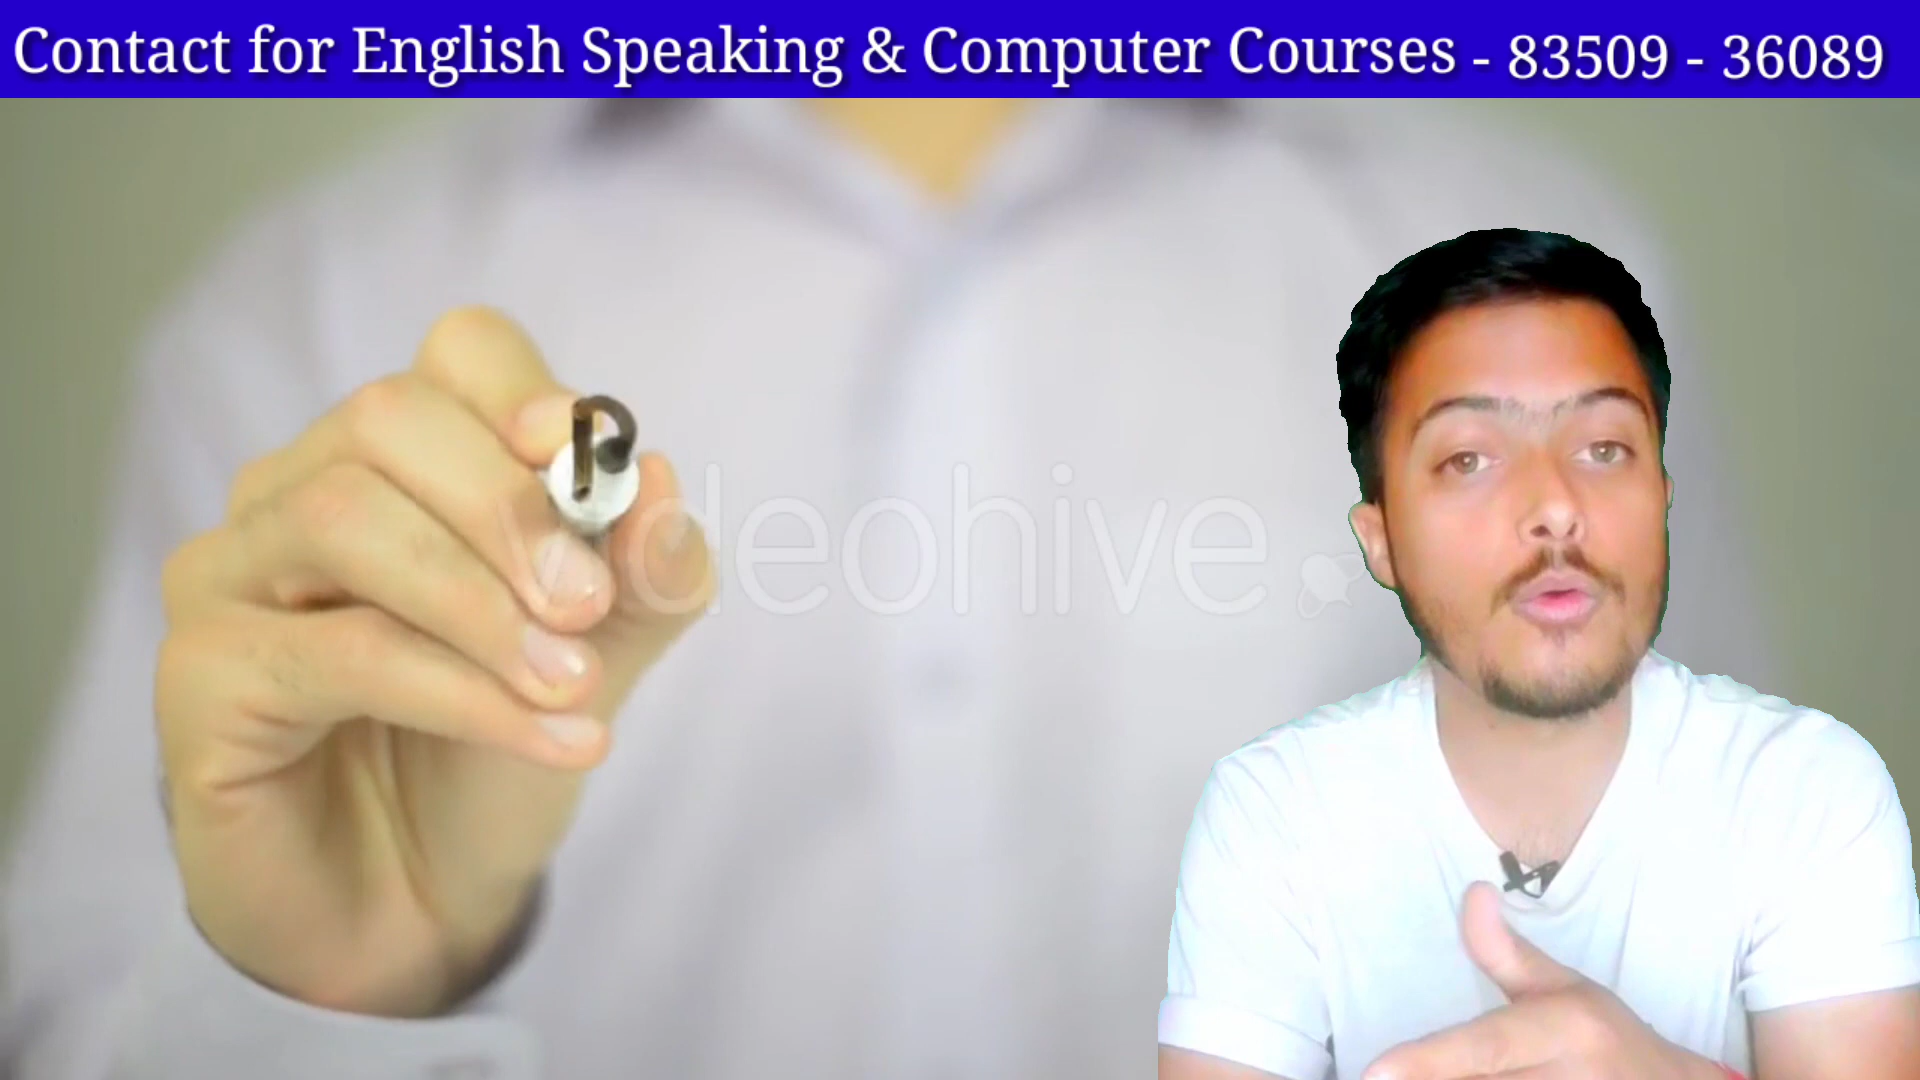 Contact for English Speaking & Computer Courses - 83509 - 36089
P
videohive